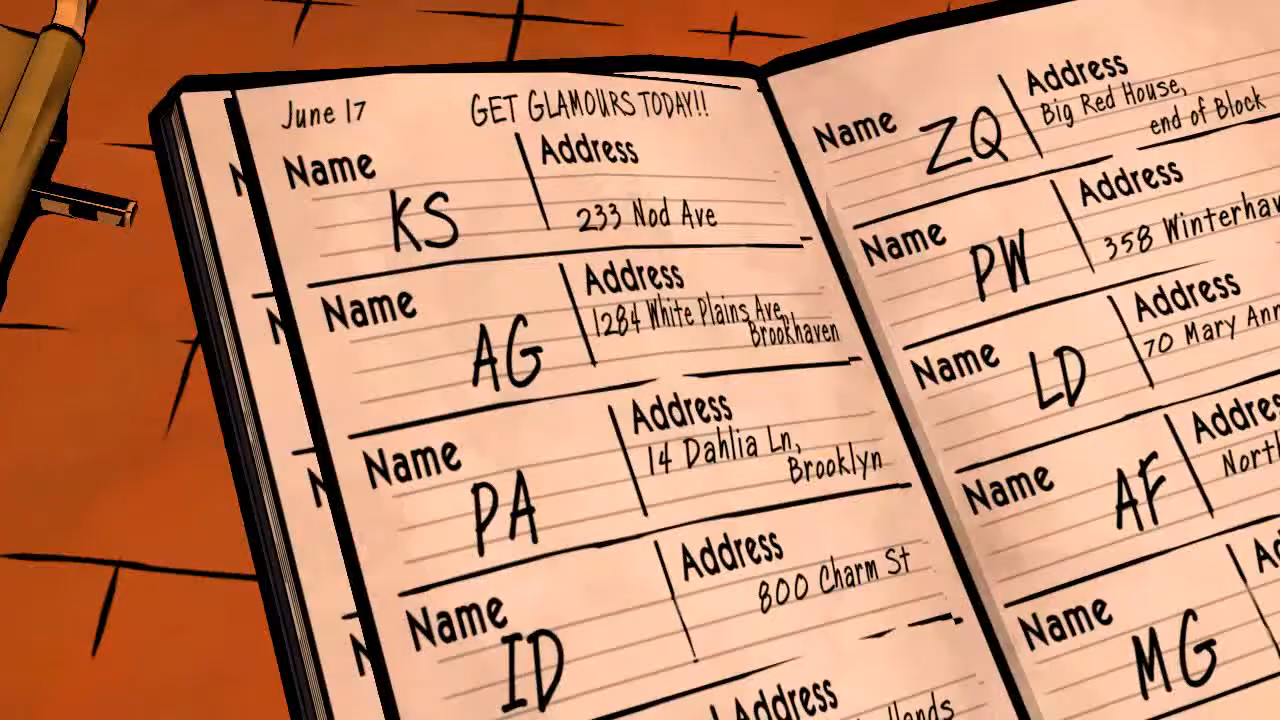 June 17 GET GLAMOURS TODAY!!
Name Address
KS 233 Nod Ave
Name Address
AG 1284 White Plains Ave,
Brookhaven
Name Address
PA 14 Dahlia Ln,
Brooklyn
Name Address
ID 800 Charm St
Address
Name ZQ Address
Big Red House,
end of Block
Name PW Address
358
Name LD Address
70 Mary
Name AF
Name MG